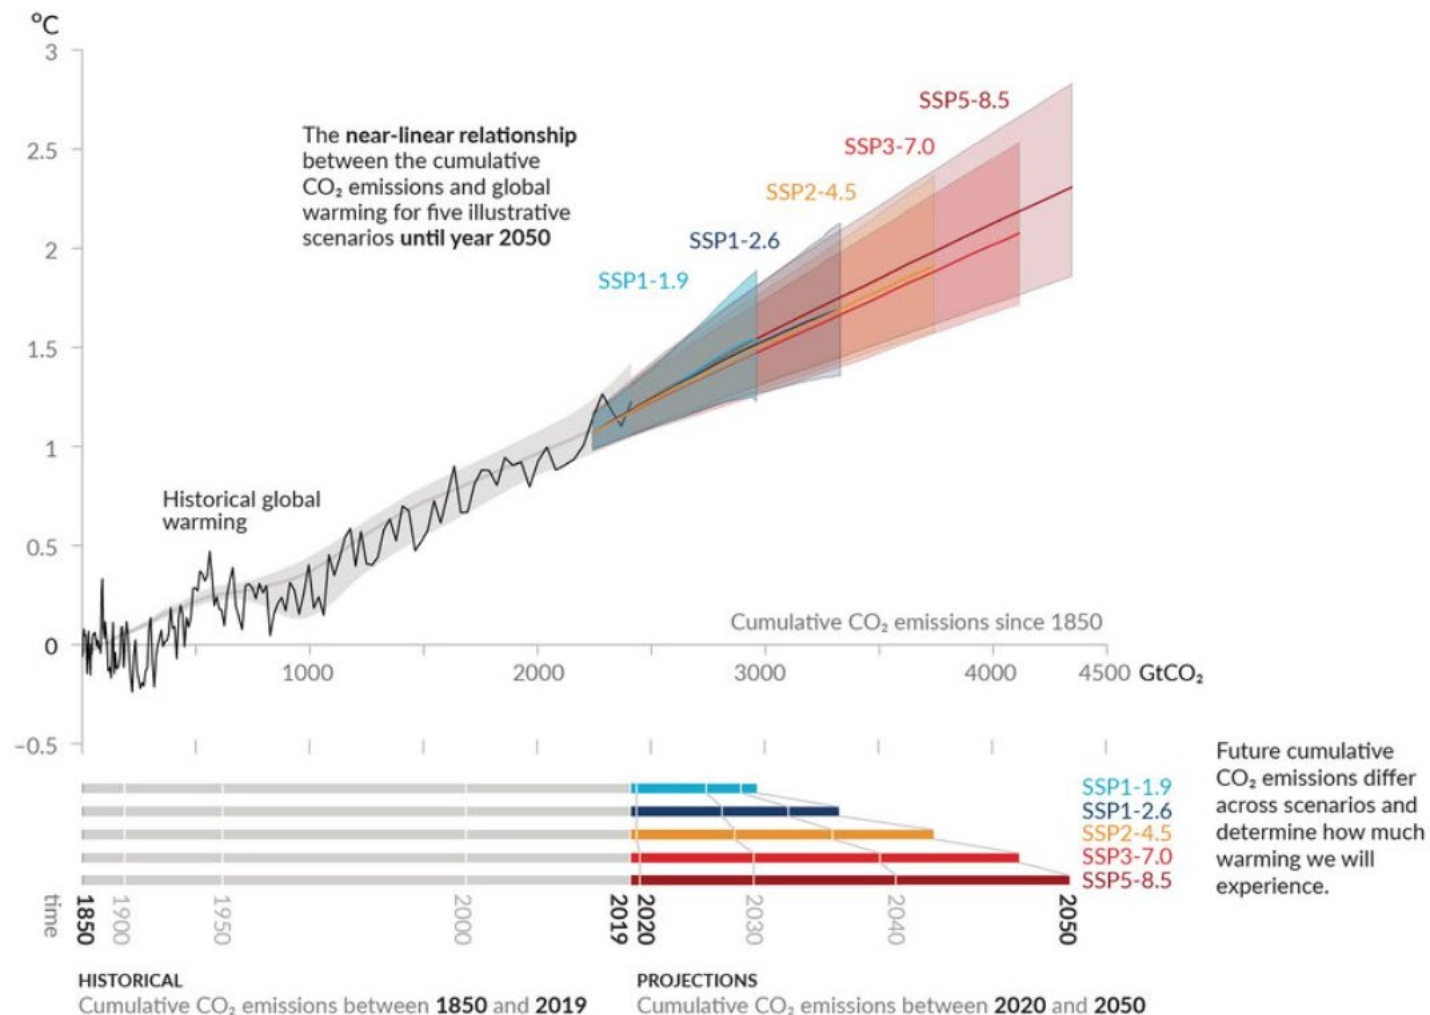 °C
3
2.5
2
1.5
1
0.5
0
−0.5
The near-linear relationship
between the cumulative
CO₂ emissions and global
warming for five illustrative
scenarios until year 2050
SSP5-8.5
SSP3-7.0
SSP2-4.5
SSP1-2.6
SSP1-1.9
Historical global
warming
Cumulative CO₂ emissions since 1850
1000 2000 3000 4000 4500 GtCO₂
Future cumulative
CO₂ emissions differ
across scenarios and
determine how much
warming we will
experience.
SSP1-1.9
SSP1-2.6
SSP2-4.5
SSP3-7.0
SSP5-8.5
time 1850 1900 1950 2000 2019 2020 2030 2040 2050
HISTORICAL
Cumulative CO₂ emissions between 1850 and 2019
PROJECTIONS
Cumulative CO₂ emissions between 2020 and 2050